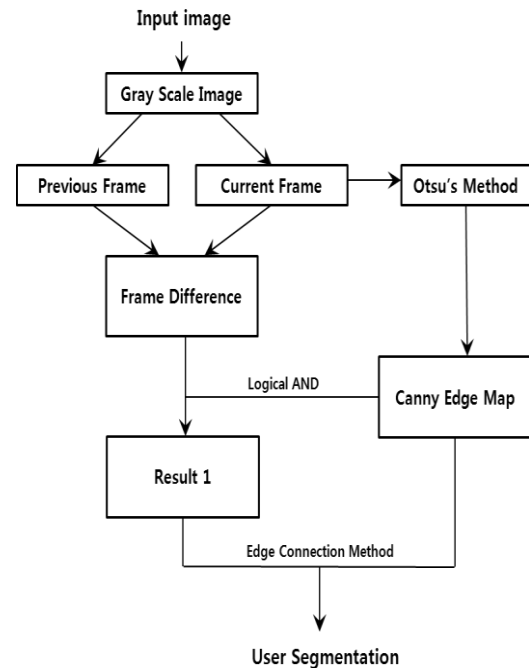 Input image
Gray Scale Image
Previous Frame
Current Frame
Otsu's Method
Frame Difference
Logical AND
Canny Edge Map
Result 1
Edge Connection Method
User Segmentation